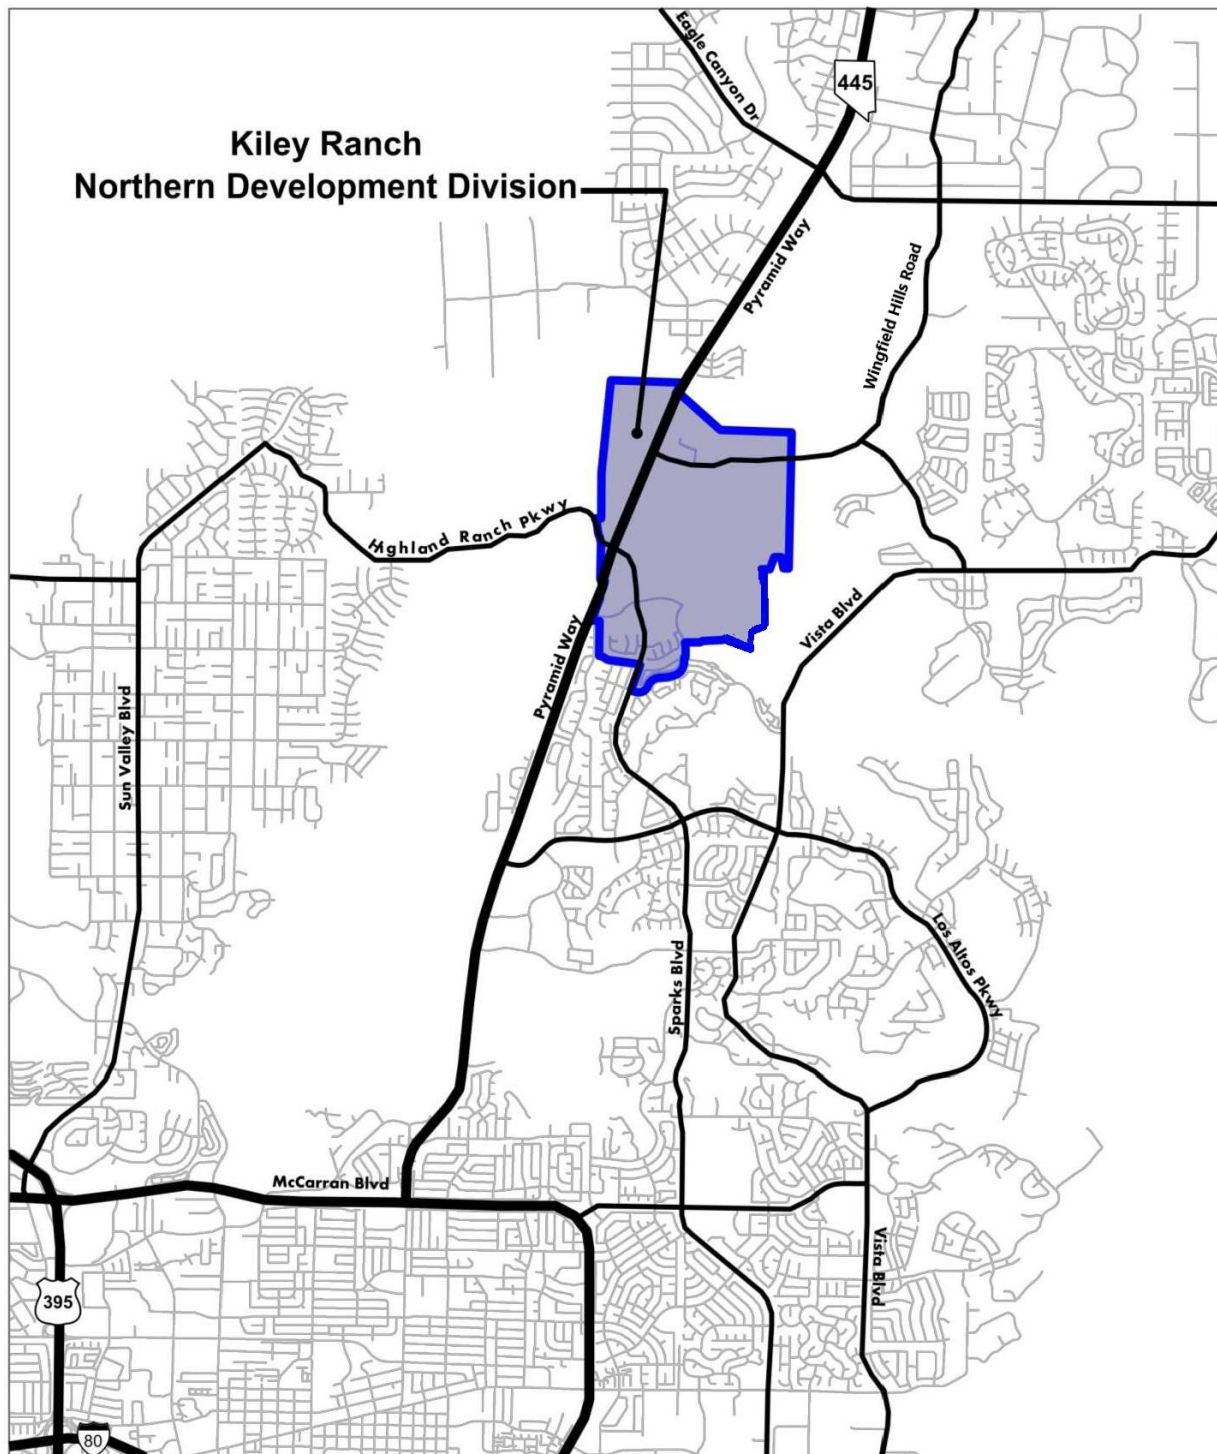 Eagle Canyon Dr
445
Kiley Ranch
Northern Development Division
Pyramid Way
Wingfield Hills Road
Highland Ranch Pkwy
Vista Blvd
Pyramid Way
Sun Valley Blvd
Los Altos Pkwy
Sparks Blvd
McCarran Blvd
Vista Blvd
395
80